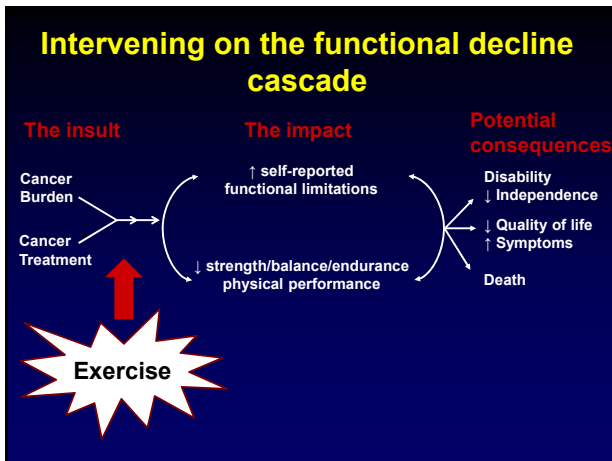 Intervening on the functional decline
cascade
The insult
The impact
Potential
consequences
Cancer
Burden
Cancer
Treatment
↑ self-reported
functional limitations
↓ strength/balance/endurance
physical performance
Disability
↓ Independence
↓ Quality of life
↑ Symptoms
Death
Exercise